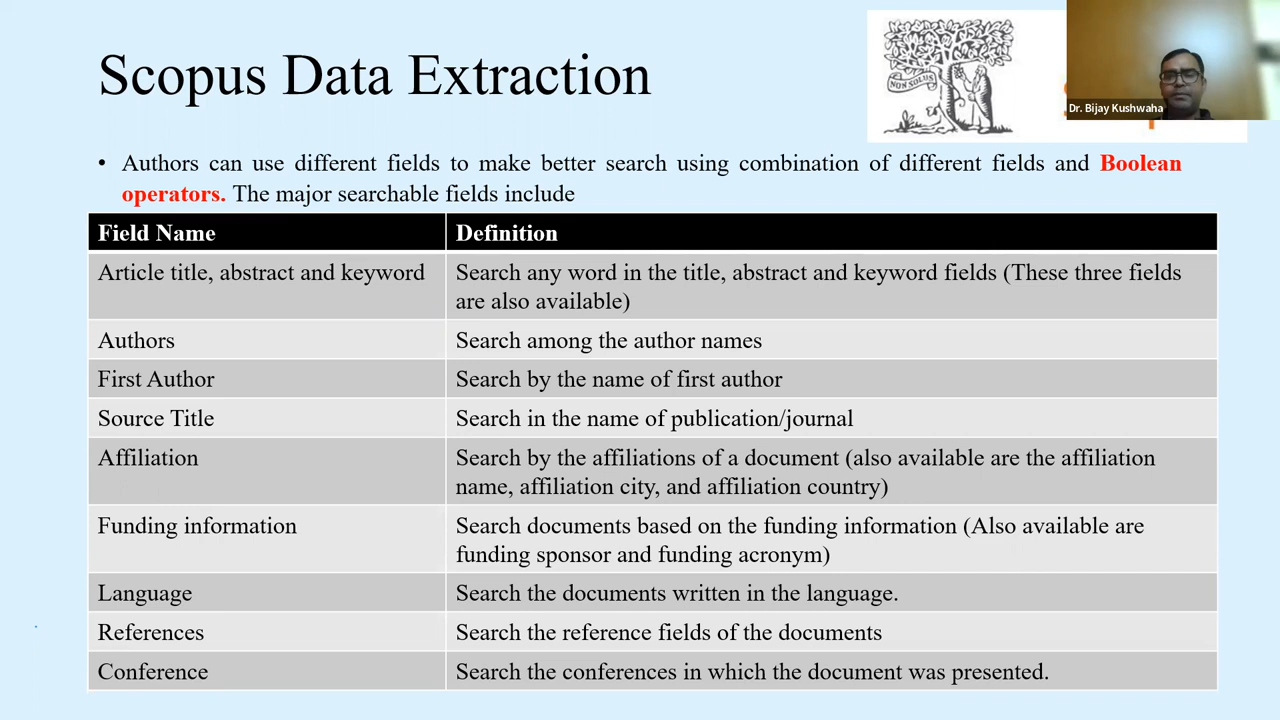 Scopus Data Extraction
NON SOLUS
Dr. Bijay Kushwaha
• Authors can use different fields to make better search using combination of different fields and Boolean
operators. The major searchable fields include
Field Name Definition
Article title, abstract and keyword Search any word in the title, abstract and keyword fields (These three fields
are also available)
Authors Search among the author names
First Author Search by the name of first author
Source Title Search in the name of publication/journal
Affiliation Search by the affiliations of a document (also available are the affiliation
name, affiliation city, and affiliation country)
Funding information Search documents based on the funding information (Also available are
funding sponsor and funding acronym)
Language Search the documents written in the language.
References Search the reference fields of the documents
Conference Search the conferences in which the document was presented.